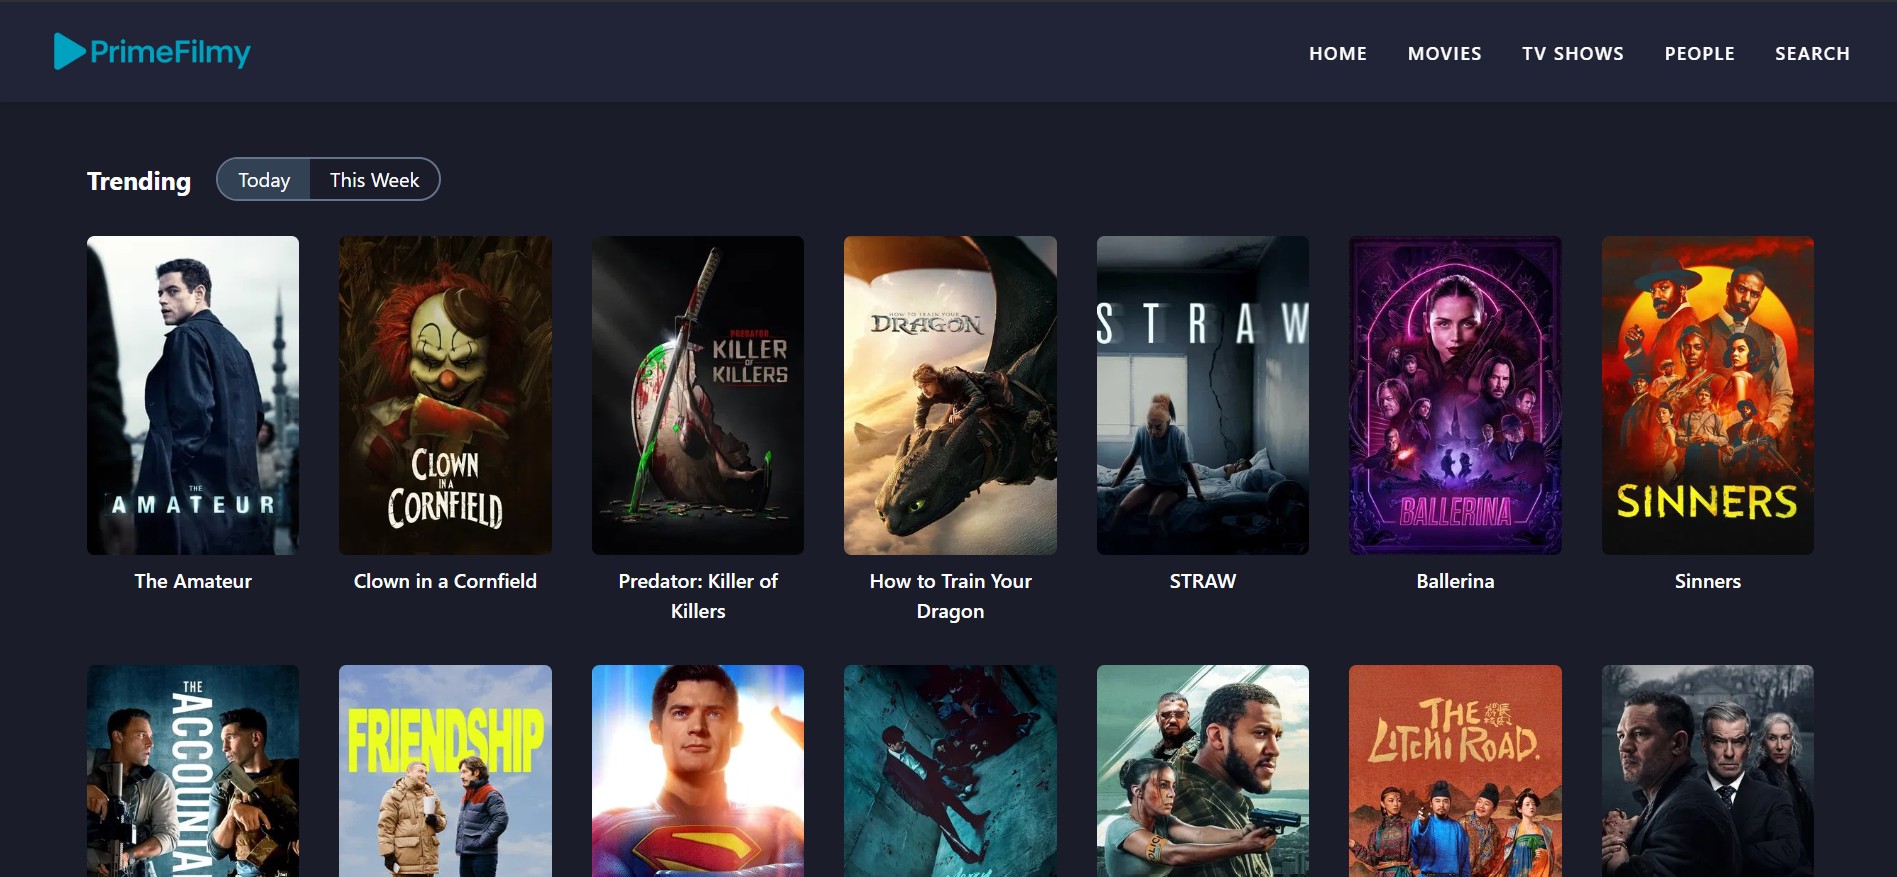 PrimeFilmy
HOME
MOVIES
TV SHOWS
PEOPLE
SEARCH
Trending
Today
This Week
THE
AMATEUR
CLOWN
IN A
CORNFIELD
PREDATOR
KILLER
OF
KILLERS
HOW TO TRAIN YOUR
DRAGON
STRAW
BALLERINA
SINNERS
The Amateur
Clown in a Cornfield
Predator: Killer of
Killers
How to Train Your
Dragon
STRAW
Ballerina
Sinners
THE
ACCOUNTA
FRIENDSHIP
THE
LITCHI ROAD.